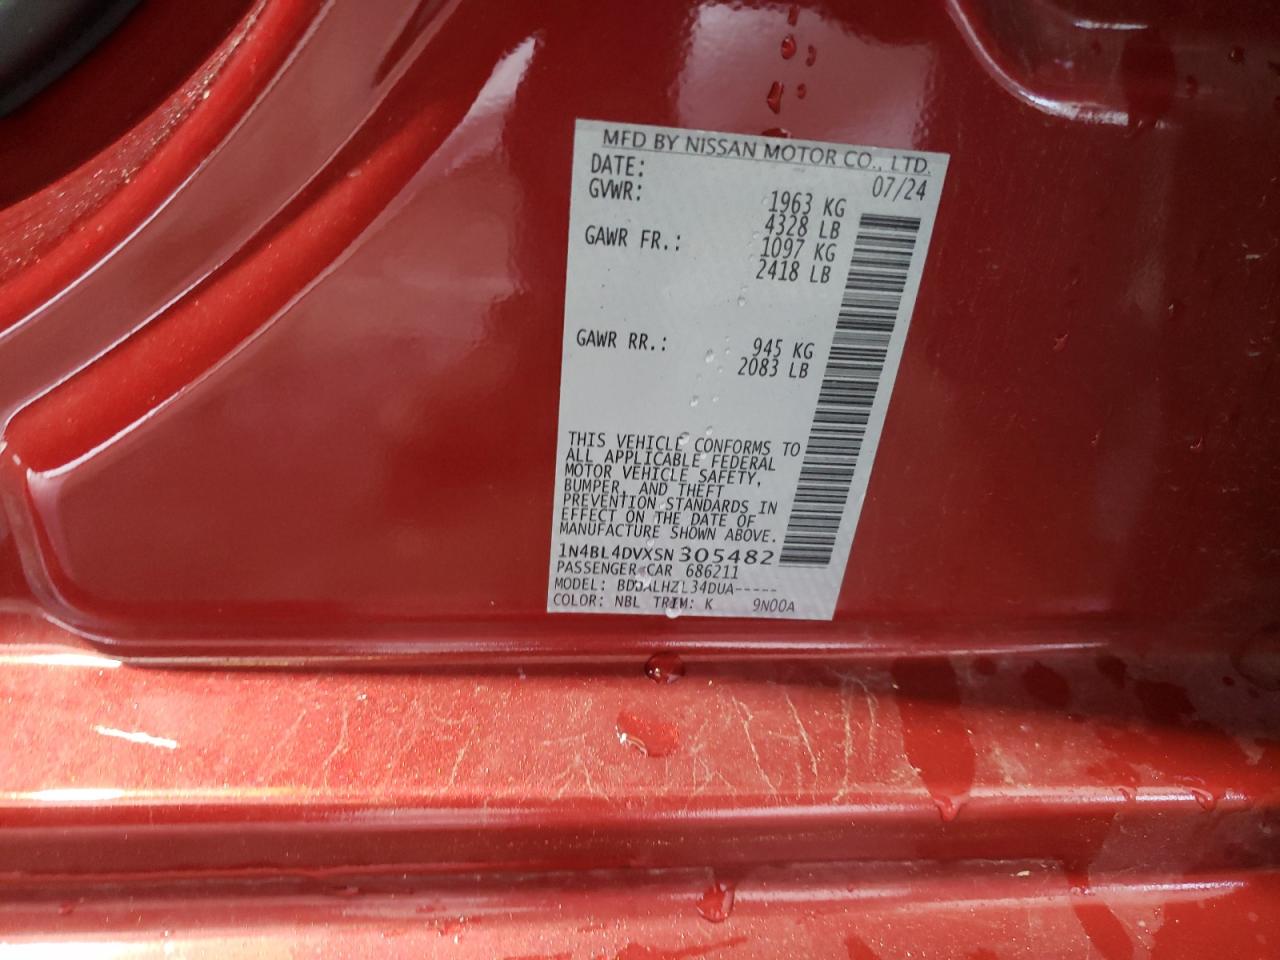 MFD BY NISSAN MOTOR CO., LTD.
DATE: 07/24
GVWR: 1963 KG
4328 LB
GAWR FR.: 1097 KG
2418 LB
GAWR RR.: 945 KG
2083 LB
THIS VEHICLE CONFORMS TO
ALL APPLICABLE FEDERAL
MOTOR VEHICLE SAFETY,
BUMPER, AND THEFT
PREVENTION STANDARDS IN
EFFECT ON THE DATE OF
MANUFACTURE SHOWN ABOVE.
1N4BL4DVXSN305482
PASSENGER CAR 686211
MODEL:
COLOR: NBL TRIM: K 9N00A